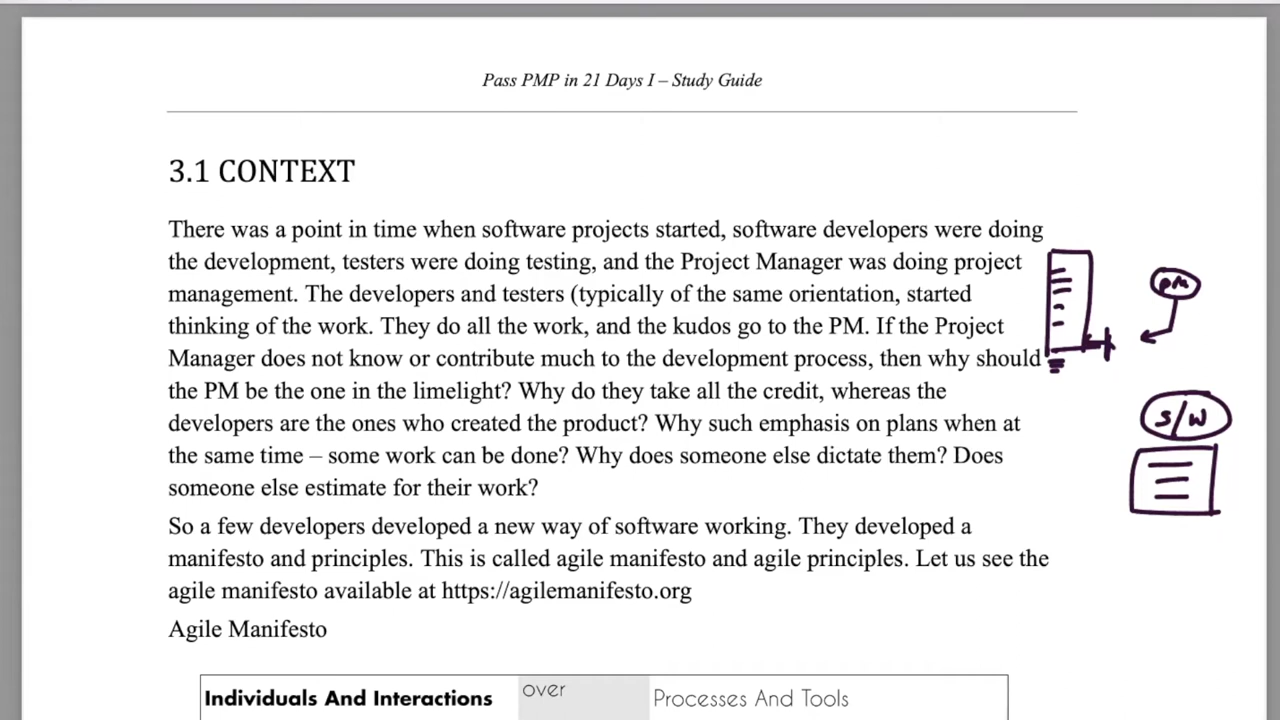 Pass PMP in 21 Days I – Study Guide
3.1 CONTEXT
There was a point in time when software projects started, software developers were doing
the development, testers were doing testing, and the Project Manager was doing project
management. The developers and testers (typically of the same orientation, started
thinking of the work. They do all the work, and the kudos go to the PM. If the Project
Manager does not know or contribute much to the development process, then why should
the PM be the one in the limelight? Why do they take all the credit, whereas the
developers are the ones who created the product? Why such emphasis on plans when at
the same time – some work can be done? Why does someone else dictate them? Does
someone else estimate for their work?
So a few developers developed a new way of software working. They developed a
manifesto and principles. This is called agile manifesto and agile principles. Let us see the
agile manifesto available at https://agilemanifesto.org
Agile Manifesto
Individuals And Interactions over Processes And Tools
PM
S/W